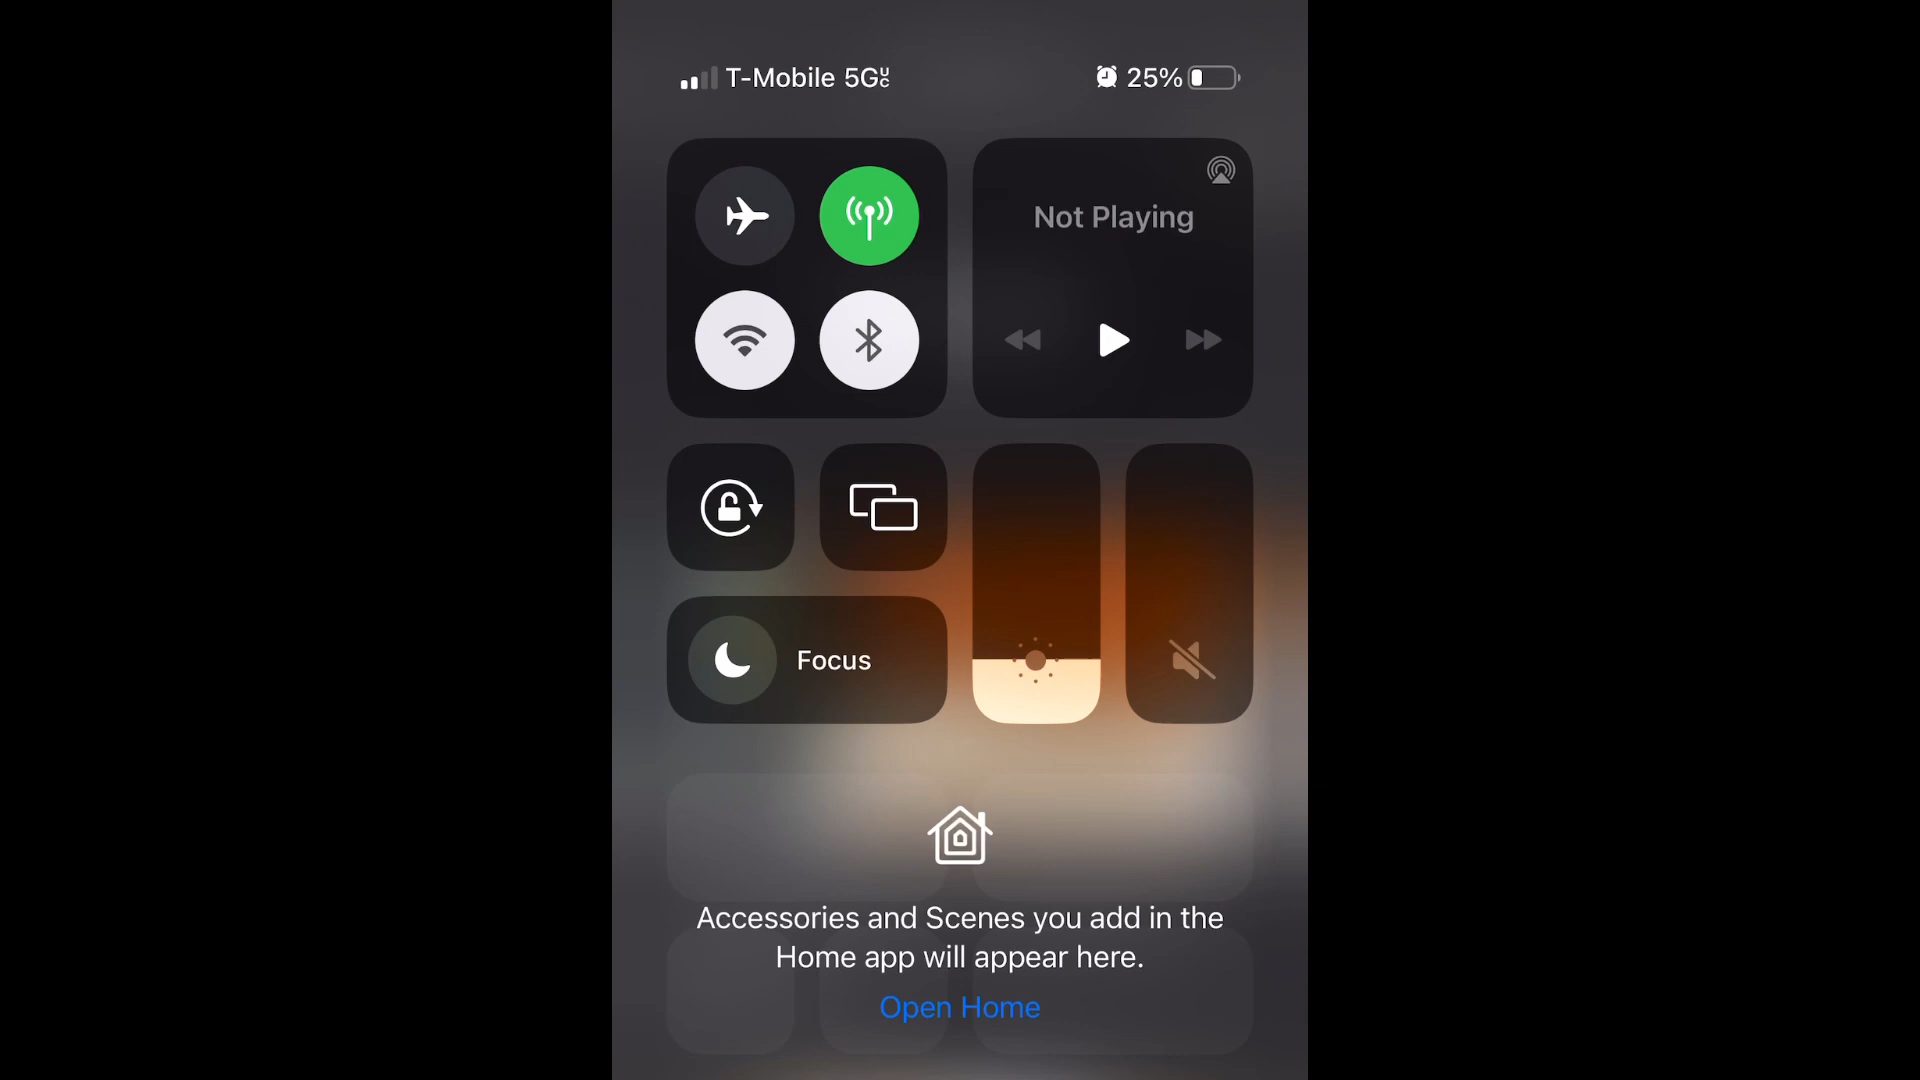 T-Mobile 5GUC
25%
Not Playing
Focus
Accessories and Scenes you add in the
Home app will appear here.
Open Home